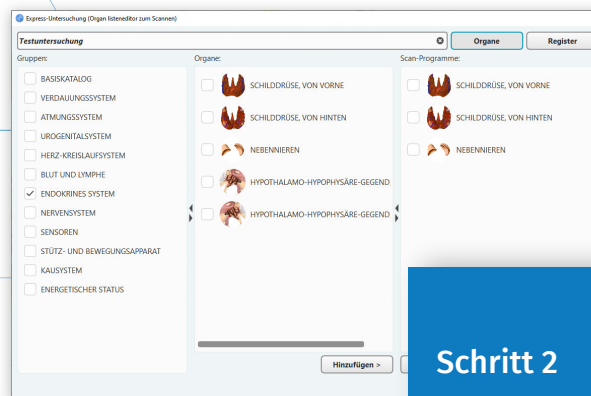 Express-Untersuchung (Organ listeneditor zum Scannen)
Testuntersuchung
Organe
Register
Gruppen:
BASISKATALOG
VERDAUUNGSSYSTEM
ATMUNGSSYSTEM
UROGENITALSYSTEM
HERZ-KREISLAUFSYSTEM
BLUT UND LYMPHE
ENDOKRINES SYSTEM
NERVENSYSTEM
SENSOREN
STÜTZ- UND BEWEGUNGSAPPARAT
KAUSYSTEM
ENERGETISCHER STATUS
Organe:
SCHILDDRÜSE, VON VORNE
SCHILDDRÜSE, VON HINTEN
NEBENNIEREN
HYPOTHALAMO-HYPOPHYSÄRE-GEGEND
HYPOTHALAMO-HYPOPHYSÄRE-GEGEND
Hinzufügen >
Scan-Programme:
SCHILDDRÜSE, VON VORNE
SCHILDDRÜSE, VON HINTEN
NEBENNIEREN
Schritt 2